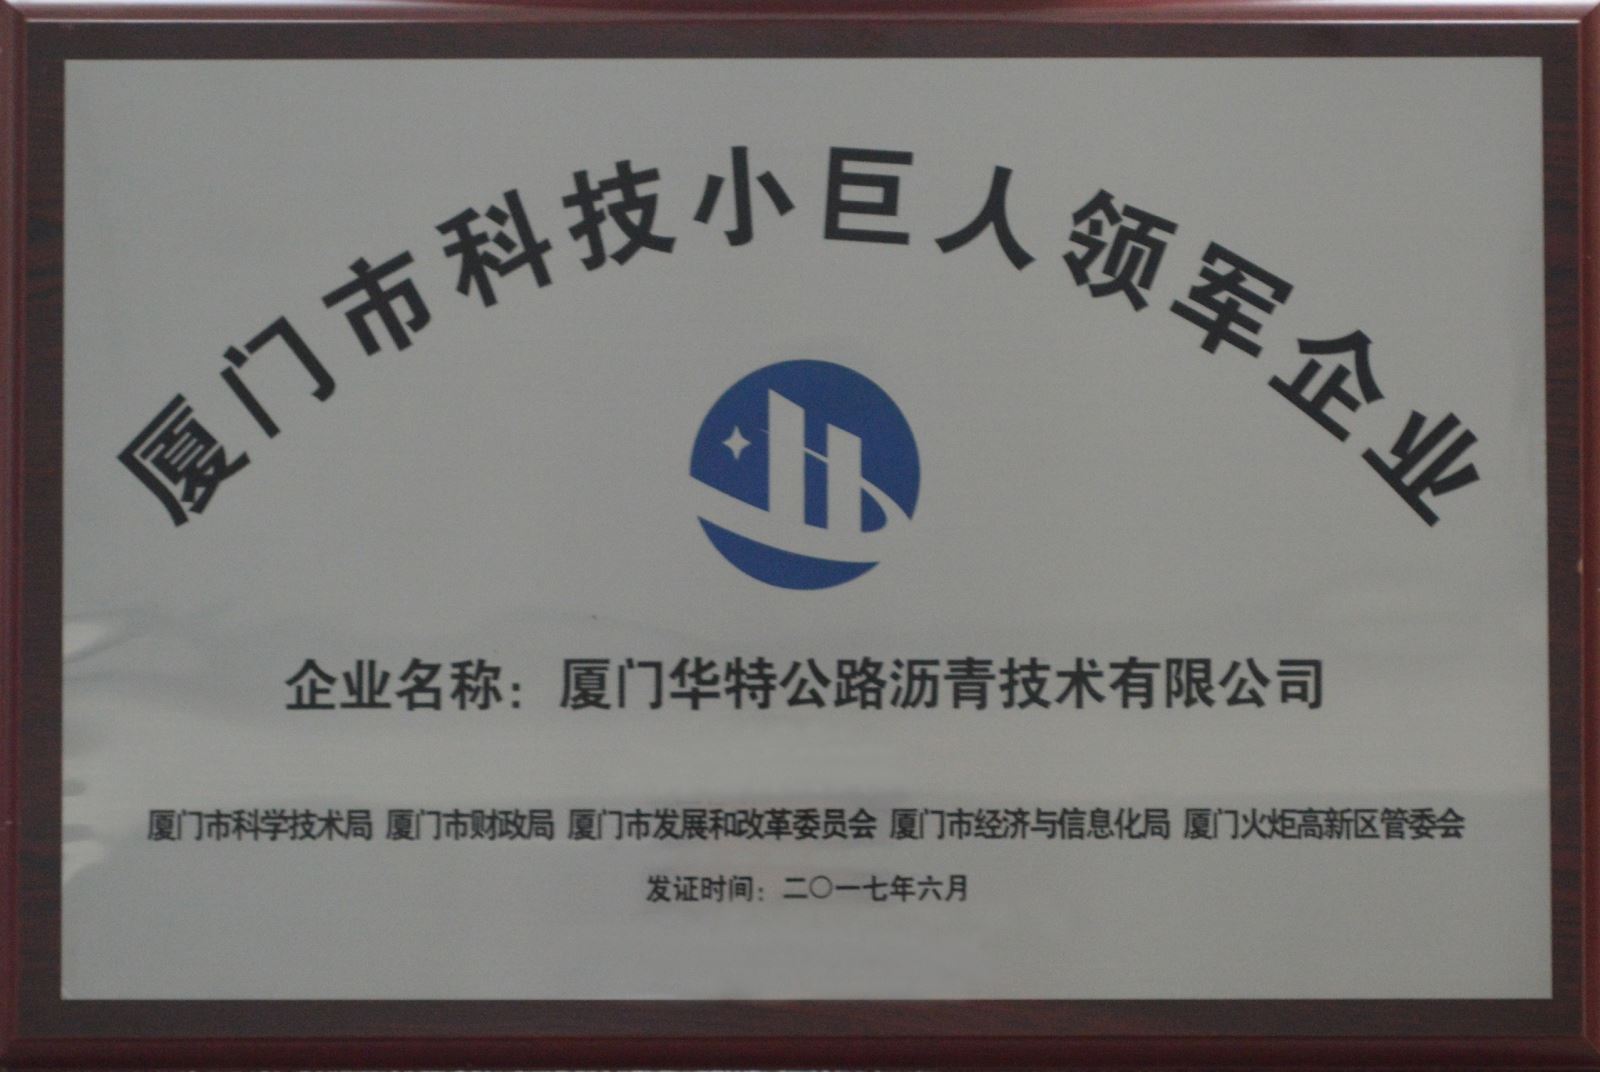 厦门市科技小巨人领军企业
企业名称：厦门华特公路沥青技术有限公司
厦门市科学技术局 厦门市财政局 厦门市发展和改革委员会 厦门市经济与信息化局 厦门火炬高新区管委会
发证时间：二〇一七年六月